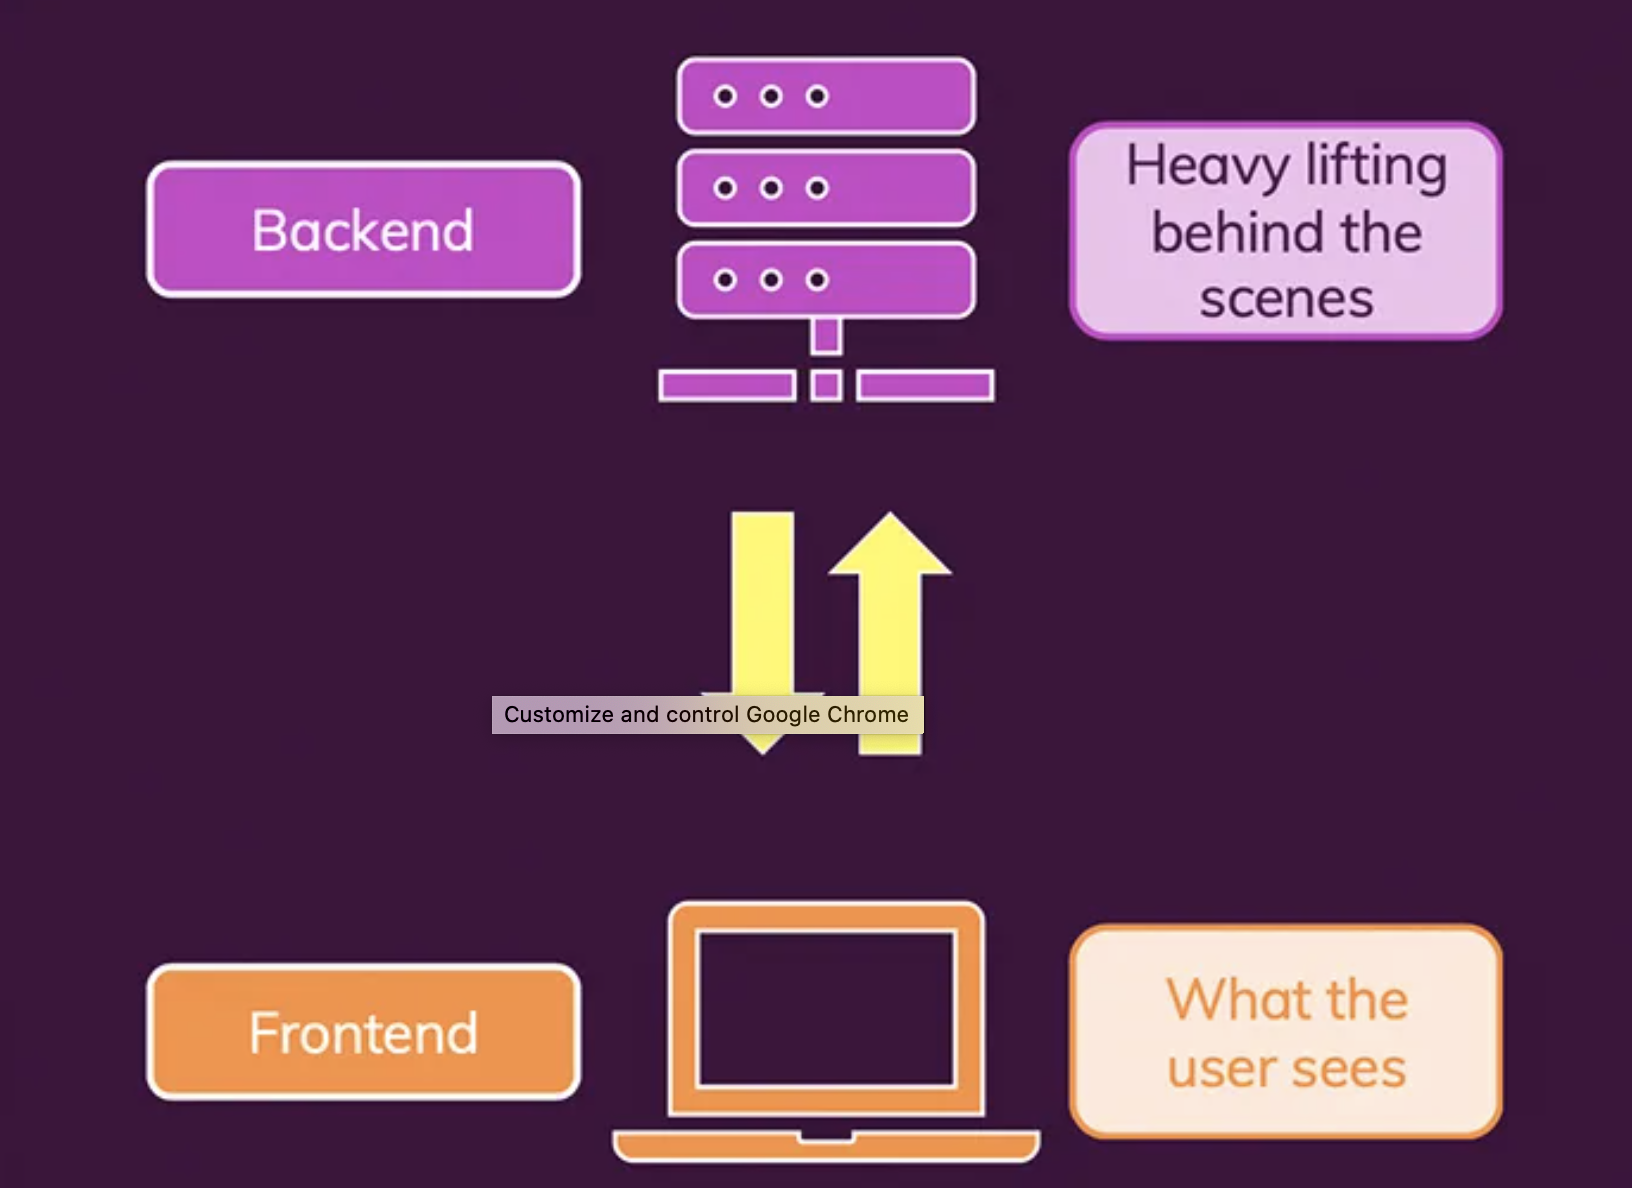 Backend
Heavy lifting
behind the
scenes
Customize and control Google Chrome
Frontend
What the
user sees